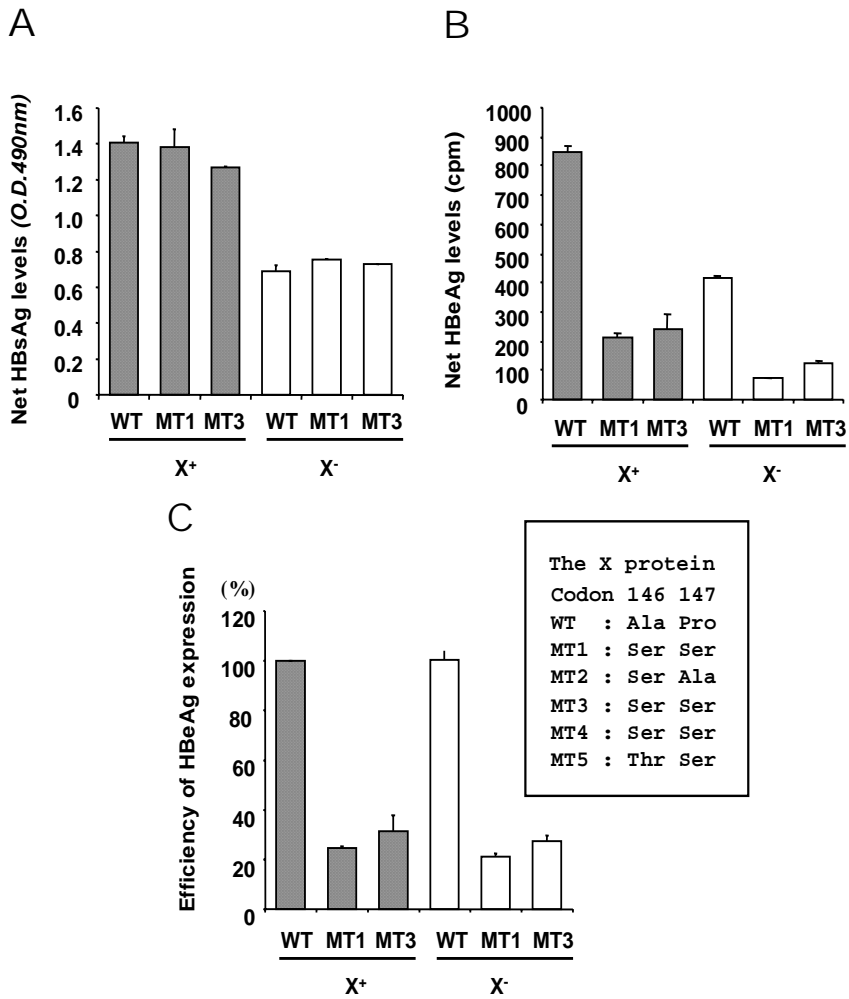 A
Net HBsAg levels (O.D.490nm)
1.6
1.4
1.2
1.0
0.8
0.6
0.4
0.2
0
WT MT1 MT3 WT MT1 MT3
X+ X-
B
Net HBeAg levels (cpm)
1000
900
800
700
600
500
400
300
200
100
0
WT MT1 MT3 WT MT1 MT3
X+ X-
C
Efficiency of HBeAg expression
(%)
120
100
80
60
40
20
0
WT MT1 MT3 WT MT1 MT3
X+ X-
The X protein
Codon 146 147
WT : Ala Pro
MT1 : Ser Ser
MT2 : Ser Ala
MT3 : Ser Ser
MT4 : Ser Ser
MT5 : Thr Ser